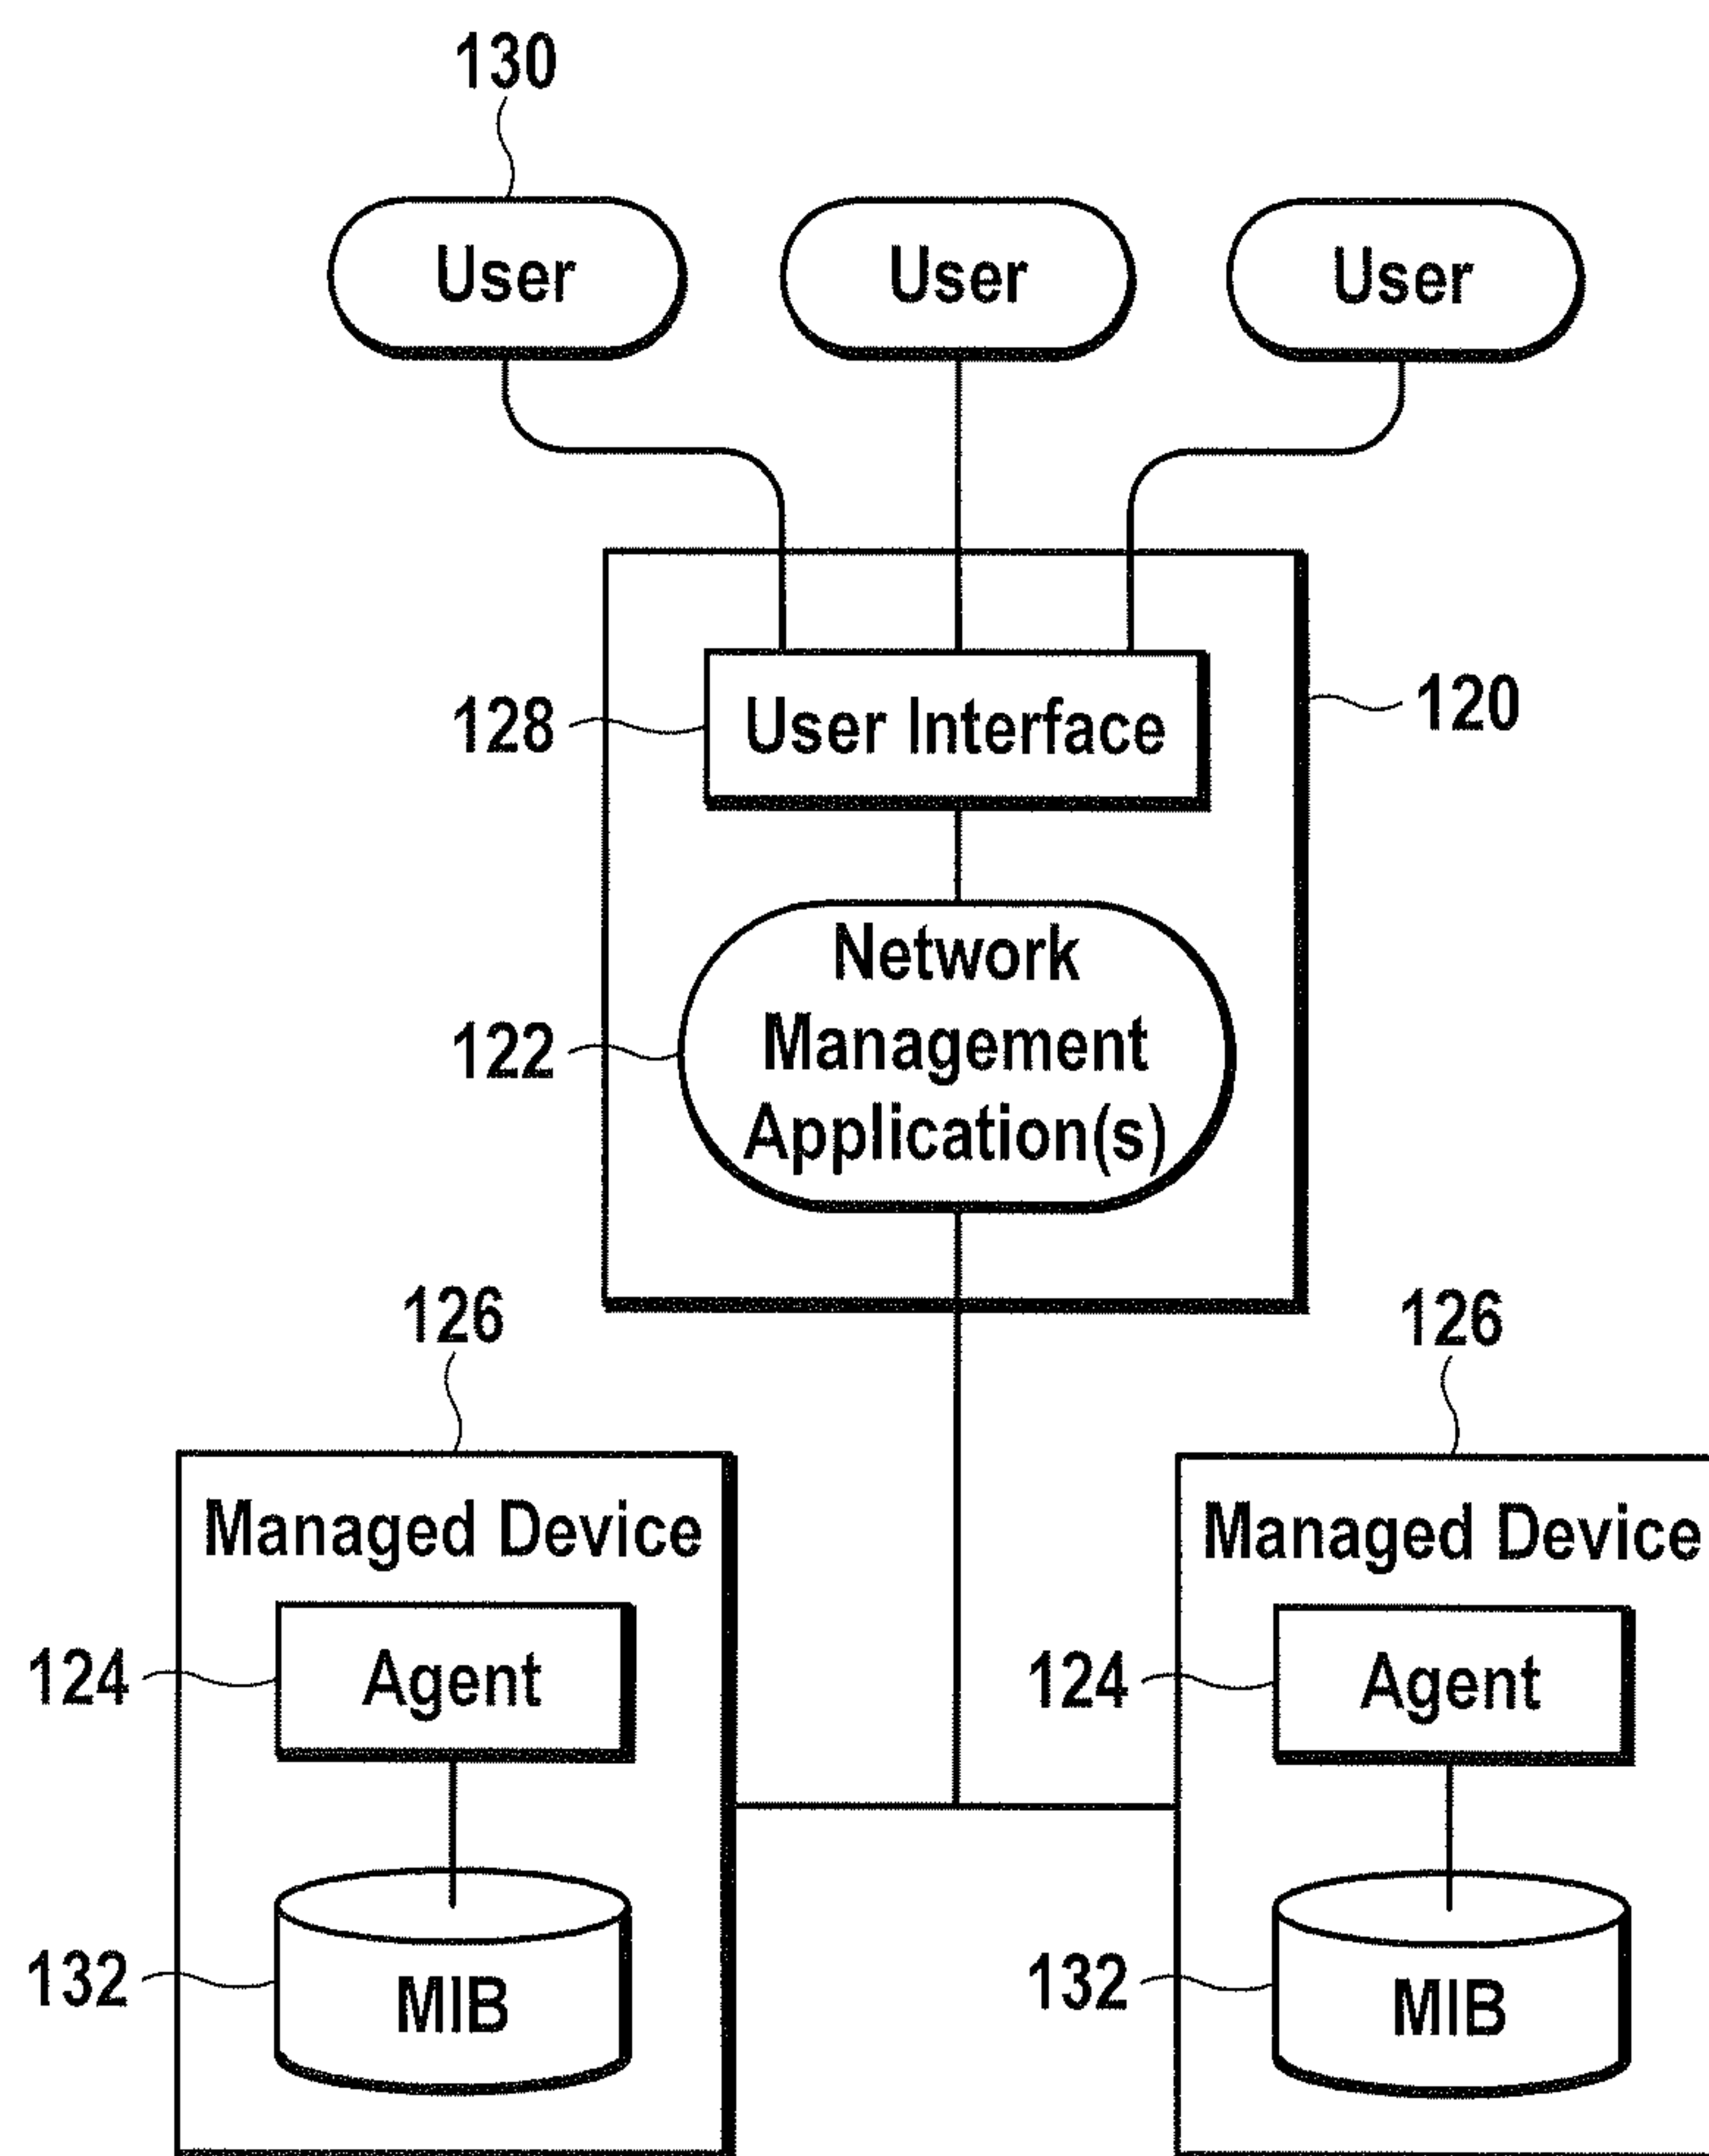 130
User
User
User
128
User Interface
120
Network
Management
Application(s)
122
126
126
Managed Device
Managed Device
124
Agent
124
Agent
132
MIB
132
MIB